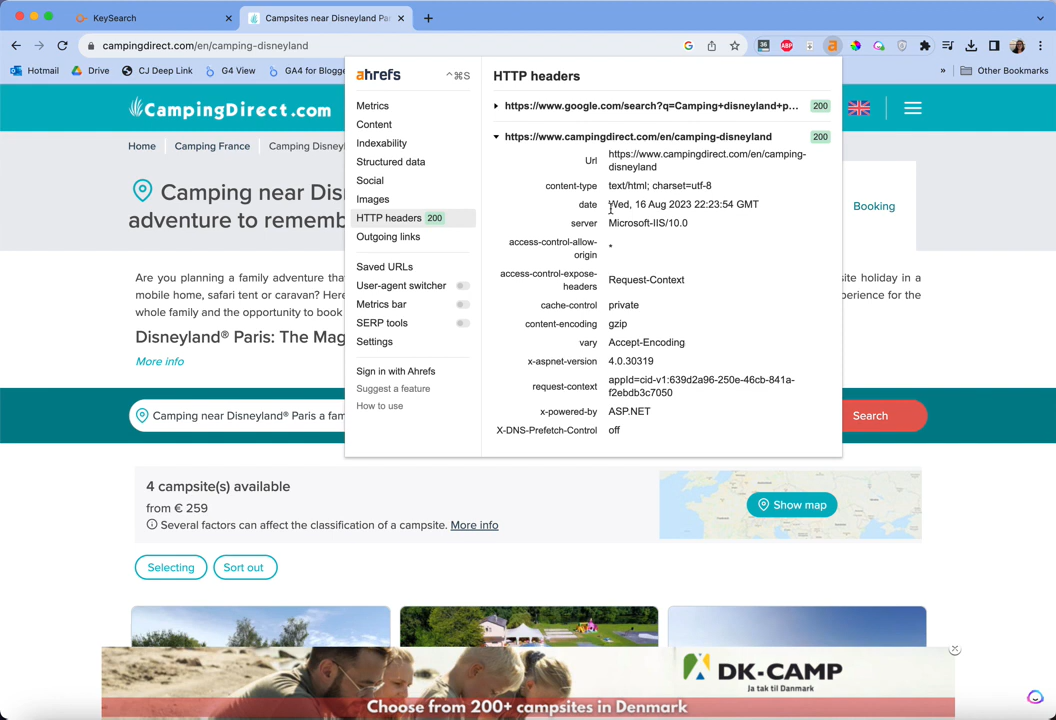 KeySearch
Campsites near Disneyland Pa
campingdirect.com/en/camping-disneyland
36
ABP
a
Hotmail
Drive
CJ Deep Link
G4 View
GA4 for Blogge
»
Other Bookmarks
CampingDirect.com
Home
Camping France
Camping Disney
Camping near Dis
adventure to rememb
Booking
Are you planning a family adventure tha
site holiday in a
mobile home, safari tent or caravan? Here
perience for the
whole family and the opportunity to book
Disneyland® Paris: The Mag
More info
Camping near Disneyland® Paris a fam
Search
ahrefs
^⌘S
Metrics
Content
Indexability
Structured data
Social
Images
HTTP headers 200
Outgoing links
Saved URLs
User-agent switcher
Metrics bar
SERP tools
Settings
Sign in with Ahrefs
Suggest a feature
How to use
HTTP headers
https://www.google.com/search?q=Camping+disneyland+p... 200
https://www.campingdirect.com/en/camping-disneyland 200
Url https://www.campingdirect.com/en/camping-
disneyland
content-type text/html; charset=utf-8
date Wed, 16 Aug 2023 22:23:54 GMT
server Microsoft-IIS/10.0
access-control-allow-
origin *
access-control-expose-
headers Request-Context
cache-control private
content-encoding gzip
vary Accept-Encoding
x-aspnet-version 4.0.30319
request-context appId=cid-v1:639d2a96-250e-46cb-841a-
f2ebdb3c7050
x-powered-by ASP.NET
X-DNS-Prefetch-Control off
4 campsite(s) available
from € 259
Several factors can affect the classification of a campsite. More info
Show map
Selecting
Sort out
DK-CAMP
Ja tak til Danmark
Choose from 200+ campsites in Denmark